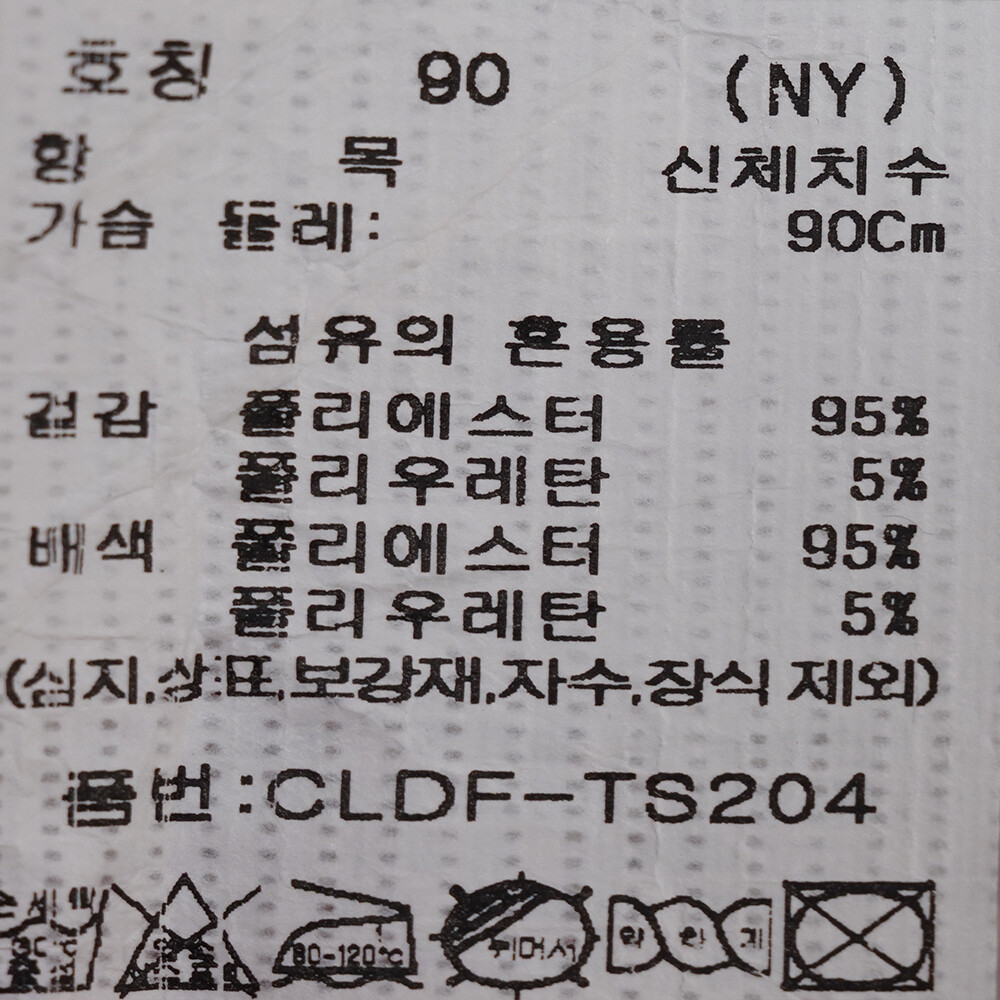 호칭 90 (NY)
항 목 신체치수
가슴 둘레: 90Cm
섬유의 혼용률
겉감 폴리에스터 95%
폴리우레탄 5%
배색 폴리에스터 95%
폴리우레탄 5%
(심지,상표,보강재,자수,장식 제외)
품번:CLDF-TS204
80-120℃ 뉘어서 약하게